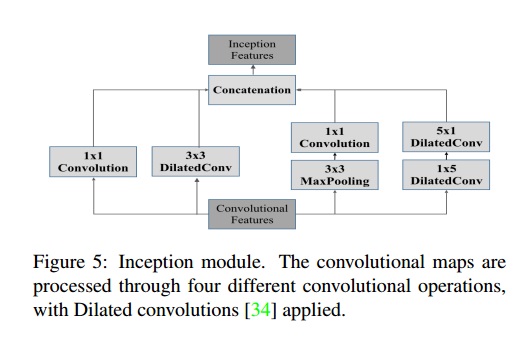 Inception
Features
Concatenation
1x1
Convolution
3x3
DilatedConv
1x1
Convolution
3x3
MaxPooling
5x1
DilatedConv
1x5
DilatedConv
Convolutional
Features
Figure 5: Inception module. The convolutional maps are
processed through four different convolutional operations,
with Dilated convolutions [34] applied.